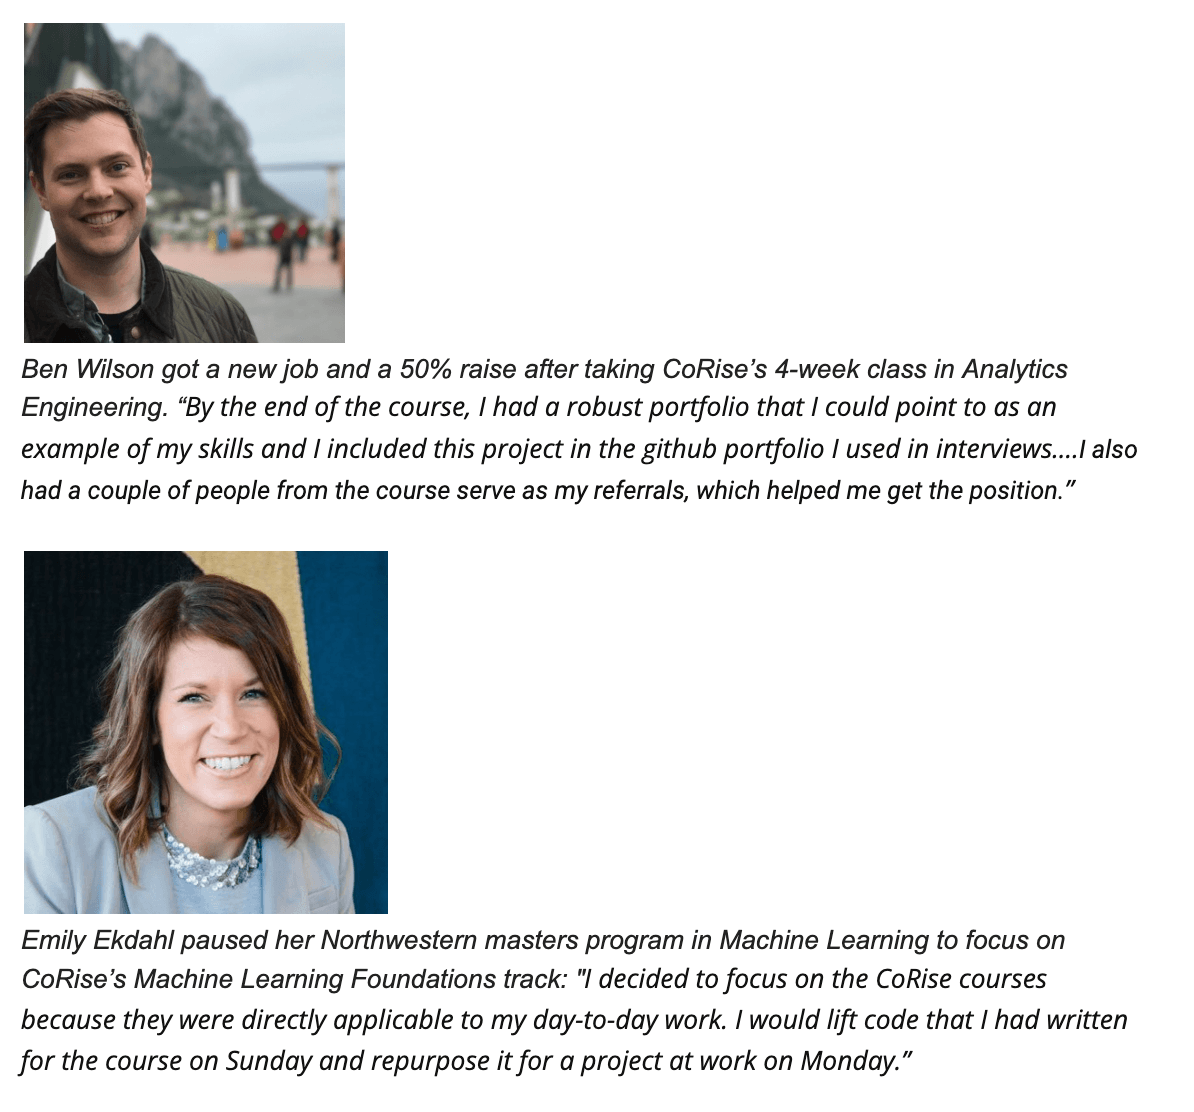 Ben Wilson got a new job and a 50% raise after taking CoRise’s 4-week class in Analytics
Engineering. “By the end of the course, I had a robust portfolio that I could point to as an
example of my skills and I included this project in the github portfolio I used in interviews....I also
had a couple of people from the course serve as my referrals, which helped me get the position.”
Emily Ekdahl paused her Northwestern masters program in Machine Learning to focus on
CoRise’s Machine Learning Foundations track: "I decided to focus on the CoRise courses
because they were directly applicable to my day-to-day work. I would lift code that I had written
for the course on Sunday and repurpose it for a project at work on Monday.”